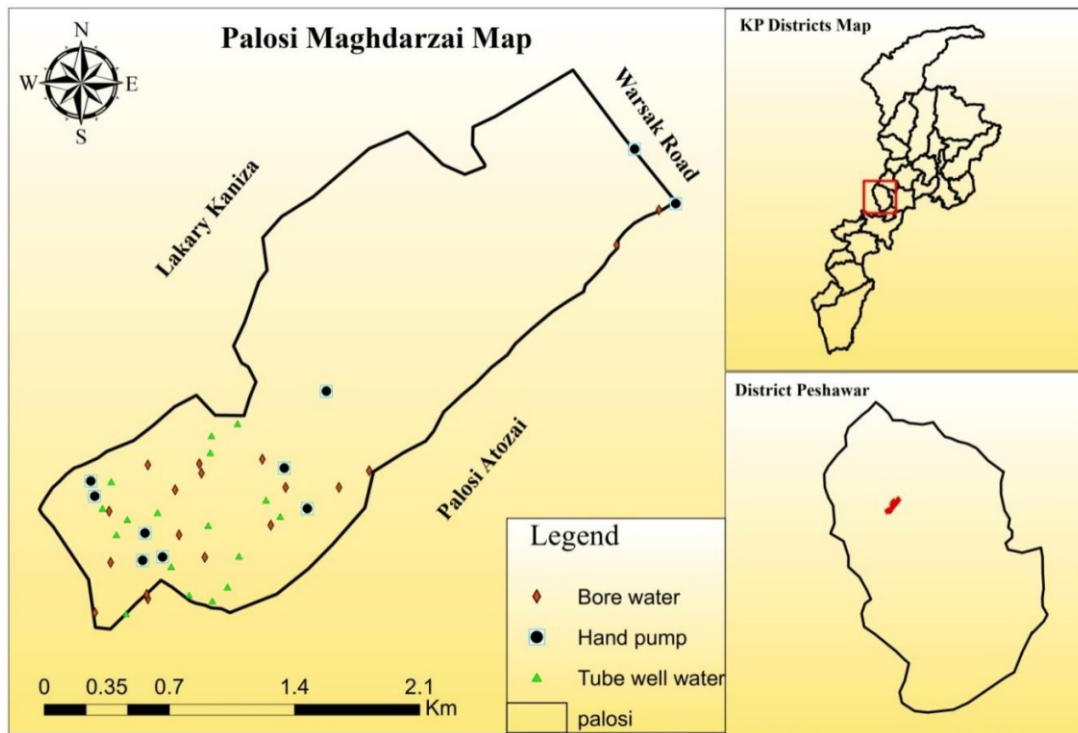 Palosi Maghdarzai Map
N
W
E
S
Warsak Road
Lakary Kaniza
Palosi Atozai
Legend
Bore water
Hand pump
Tube well water
palosi
0 0.35 0.7 1.4 2.1
Km
KP Districts Map
District Peshawar